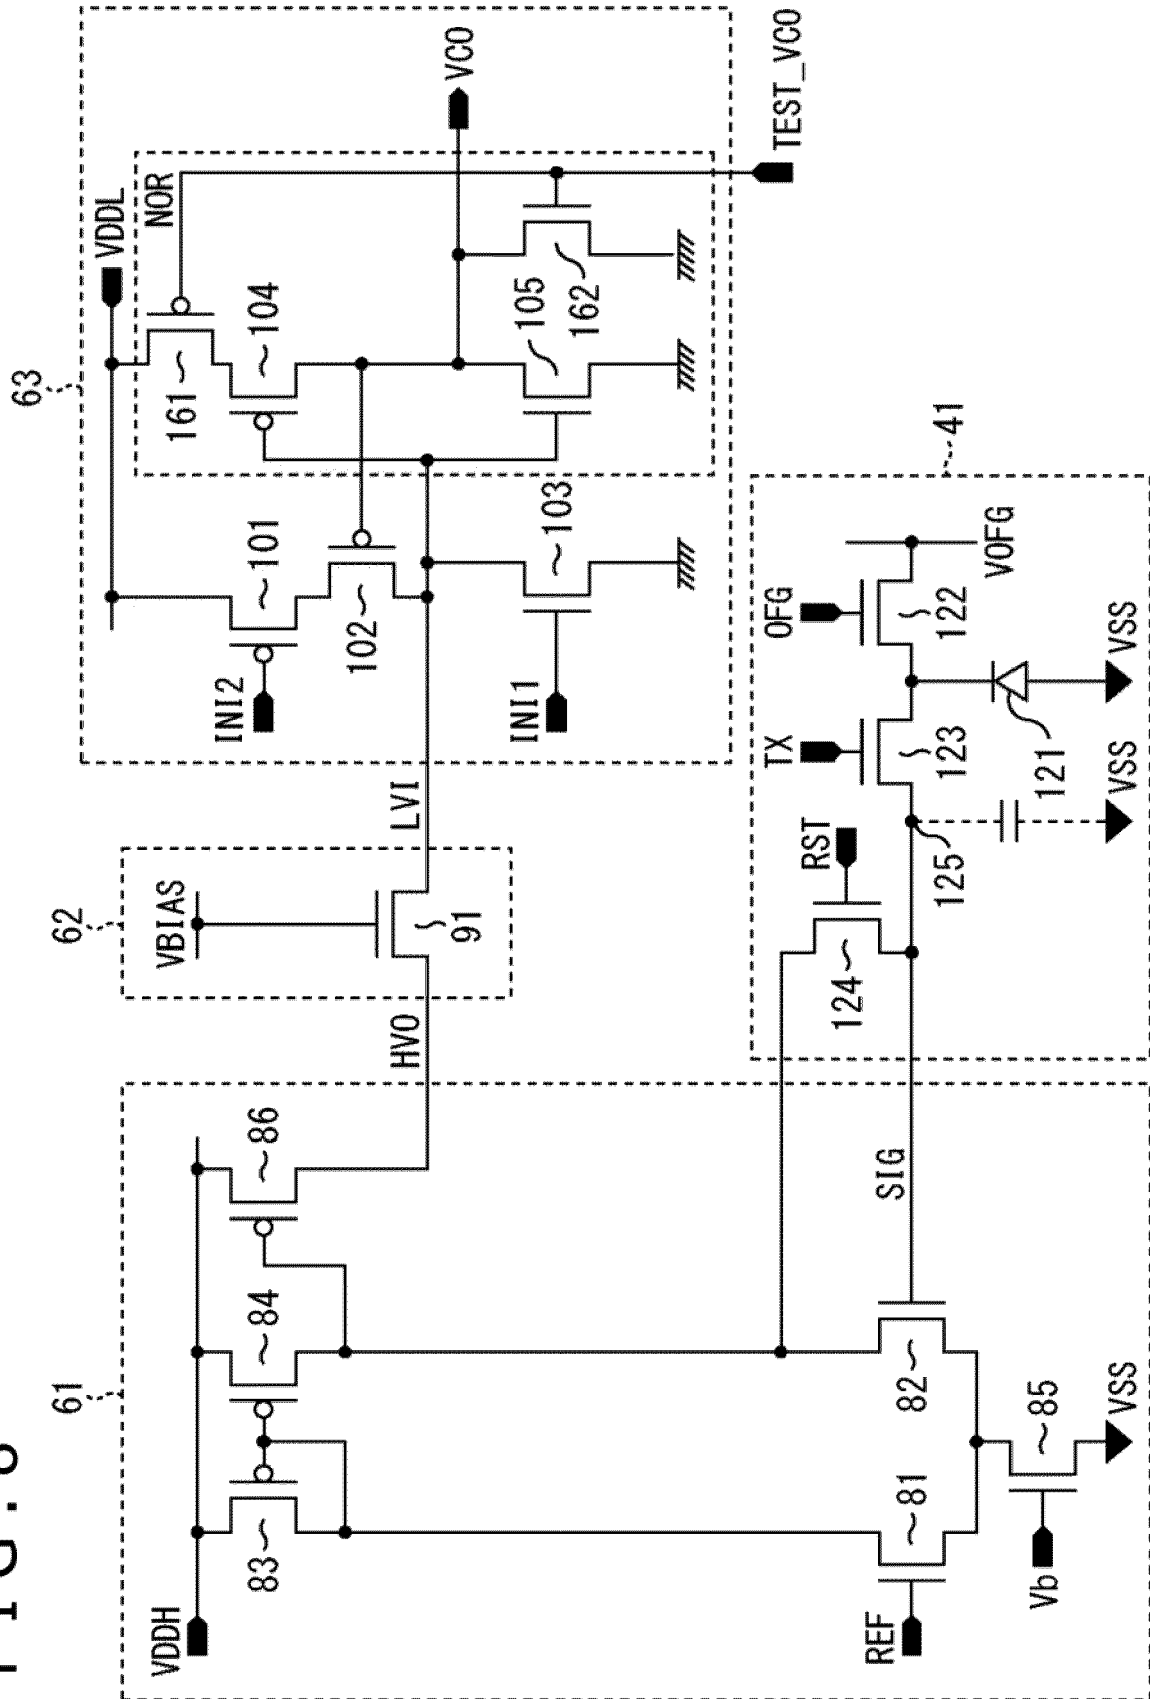 61
62
63
VDDH
VBIAS
VDDL
83
84
86
HVO
91
LVI
INI2
INI1
101
102
103
161
104
NOR
105
162
VCO
TEST_VCO
REF
81
82
SIG
Vb
85
VSS
41
RST
124
TX
123
OFG
122
VOFG
125
121
VSS
VSS